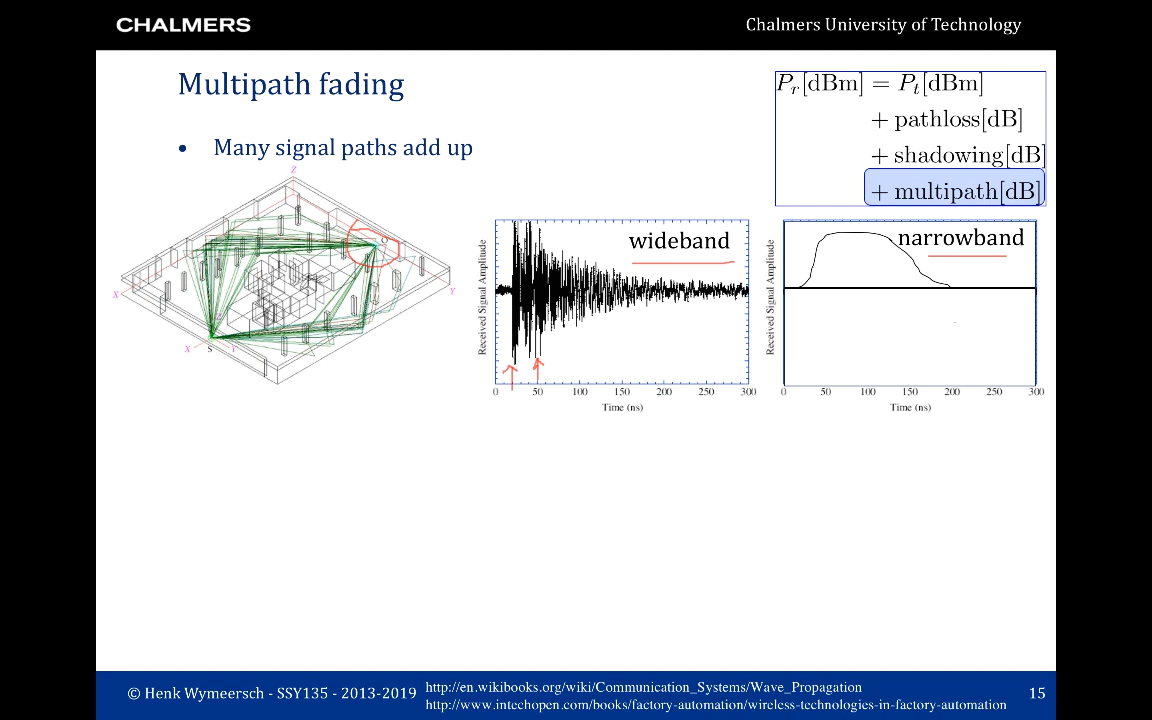 CHALMERS
Chalmers University of Technology
Multipath fading
P_r[dBm] = P_t[dBm]
+ pathloss[dB]
+ shadowing[dB]
+ multipath[dB]
• Many signal paths add up
Z
O
X
Y
X S Y
wideband
Received Signal Amplitude
0 50 100 150 200 250 300
Time (ns)
narrowband
Received Signal Amplitude
0 50 100 150 200 250 300
Time (ns)
© Henk Wymeersch - SSY135 - 2013-2019
http://en.wikibooks.org/wiki/Communication_Systems/Wave_Propagation
http://www.intechopen.com/books/factory-automation/wireless-technologies-in-factory-automation
15